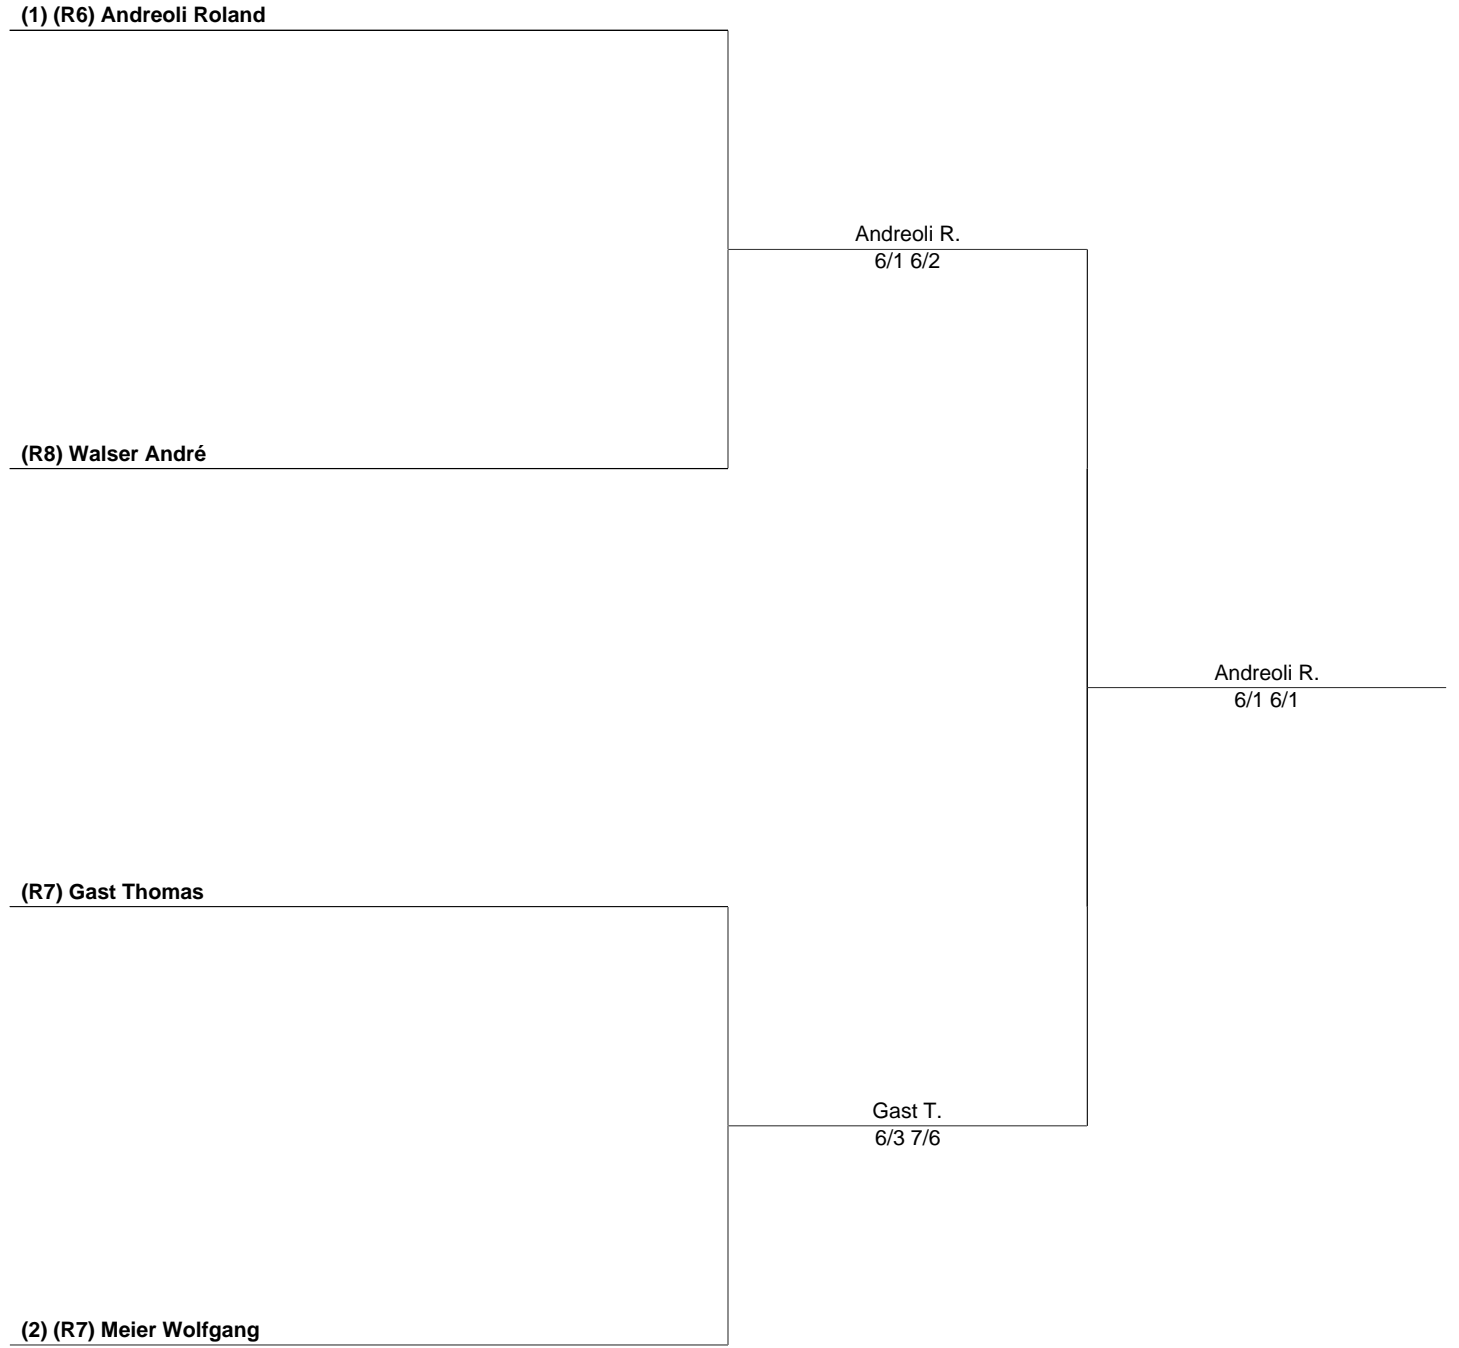 (1) (R6) Andreoli Roland
Andreoli R.
6/1 6/2
(R8) Walser André
Andreoli R.
6/1 6/1
(R7) Gast Thomas
Gast T.
6/3 7/6
(2) (R7) Meier Wolfgang